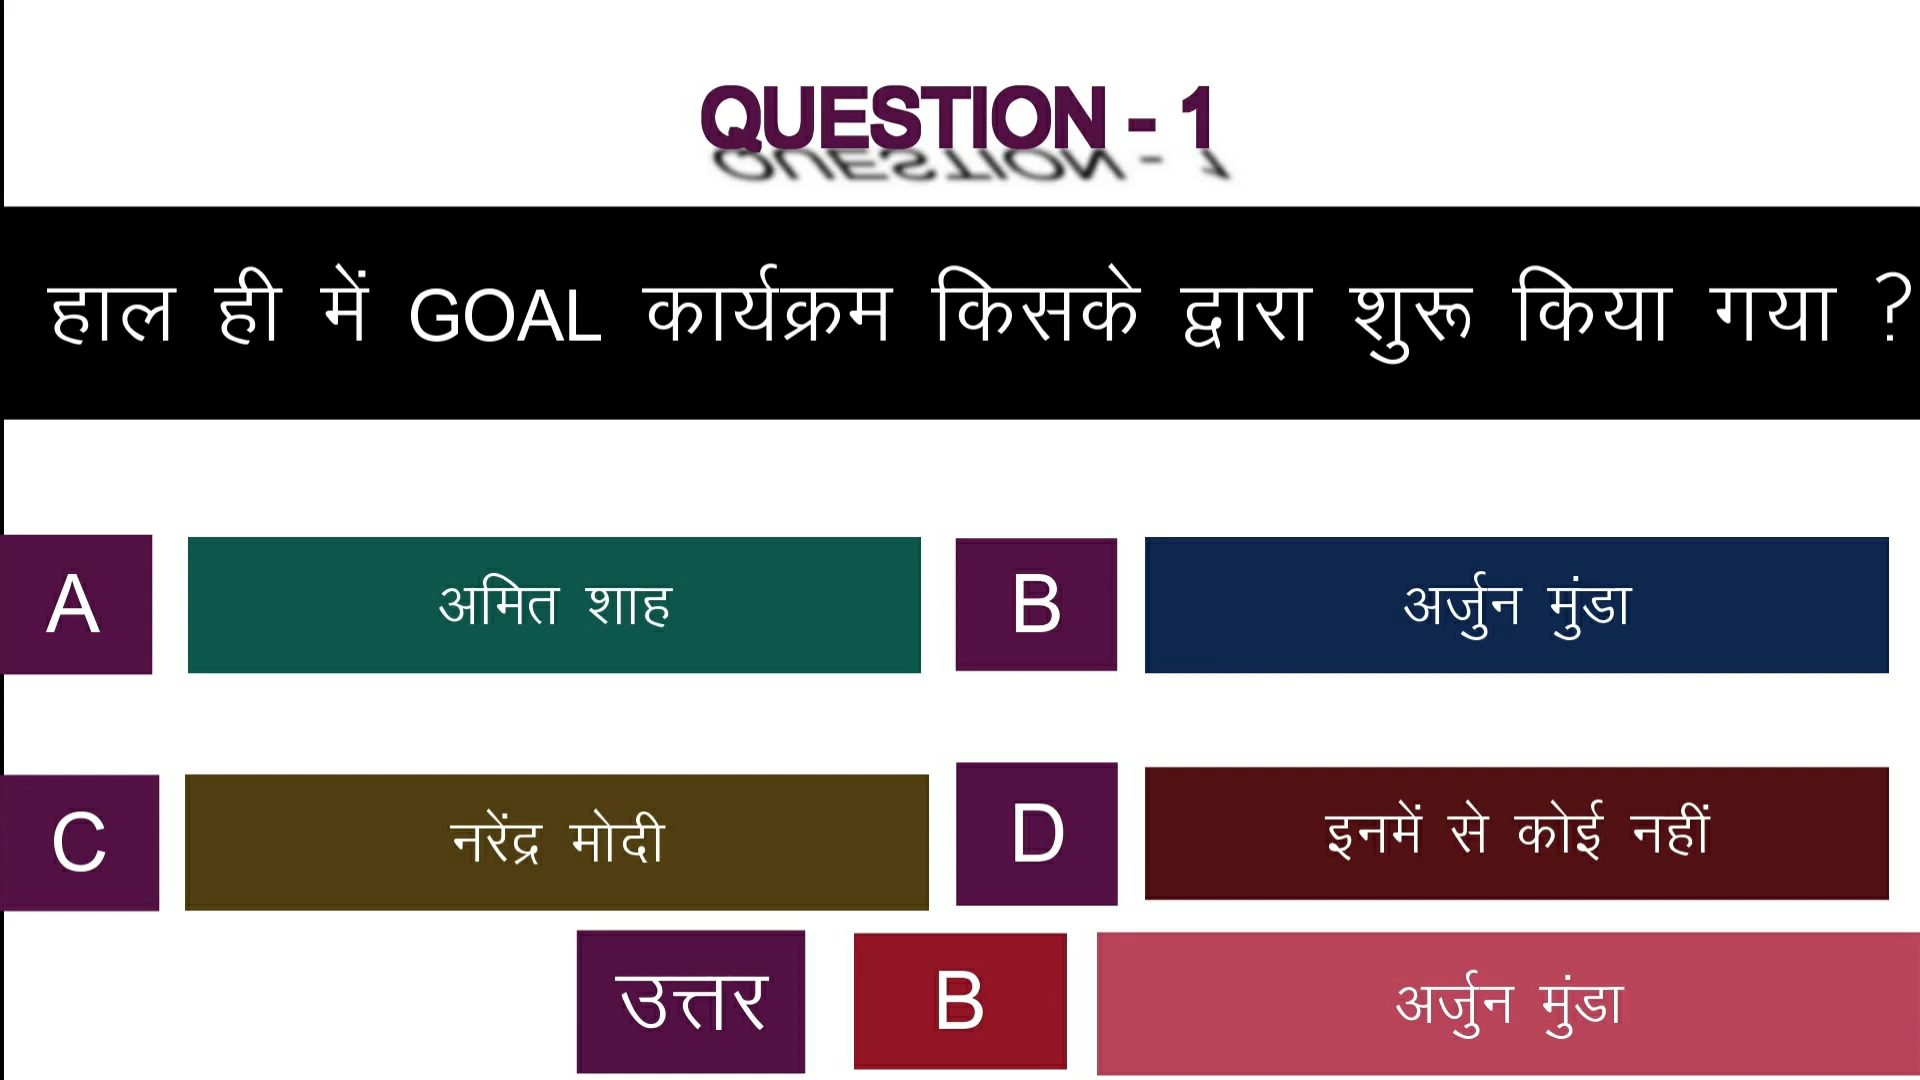 QUESTION - 1
हाल ही में GOAL कार्यक्रम किसके द्वारा शुरू किया गया ?
A अमित शाह B अर्जुन मुंडा
C नरेंद्र मोदी D इनमें से कोई नहीं
उत्तर B अर्जुन मुंडा